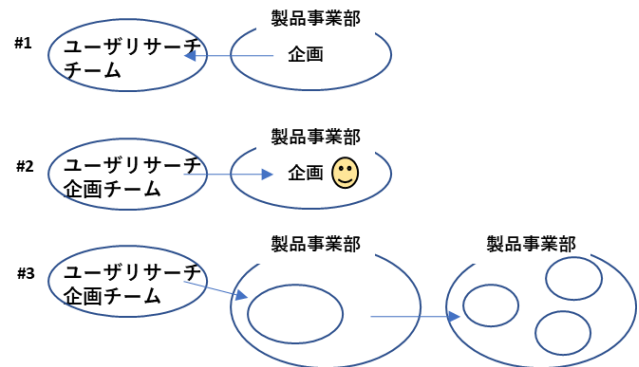 #1
ユーザリサーチ
チーム
製品事業部
企画
#2
ユーザリサーチ
企画チーム
製品事業部
企画
#3
ユーザリサーチ
企画チーム
製品事業部
製品事業部